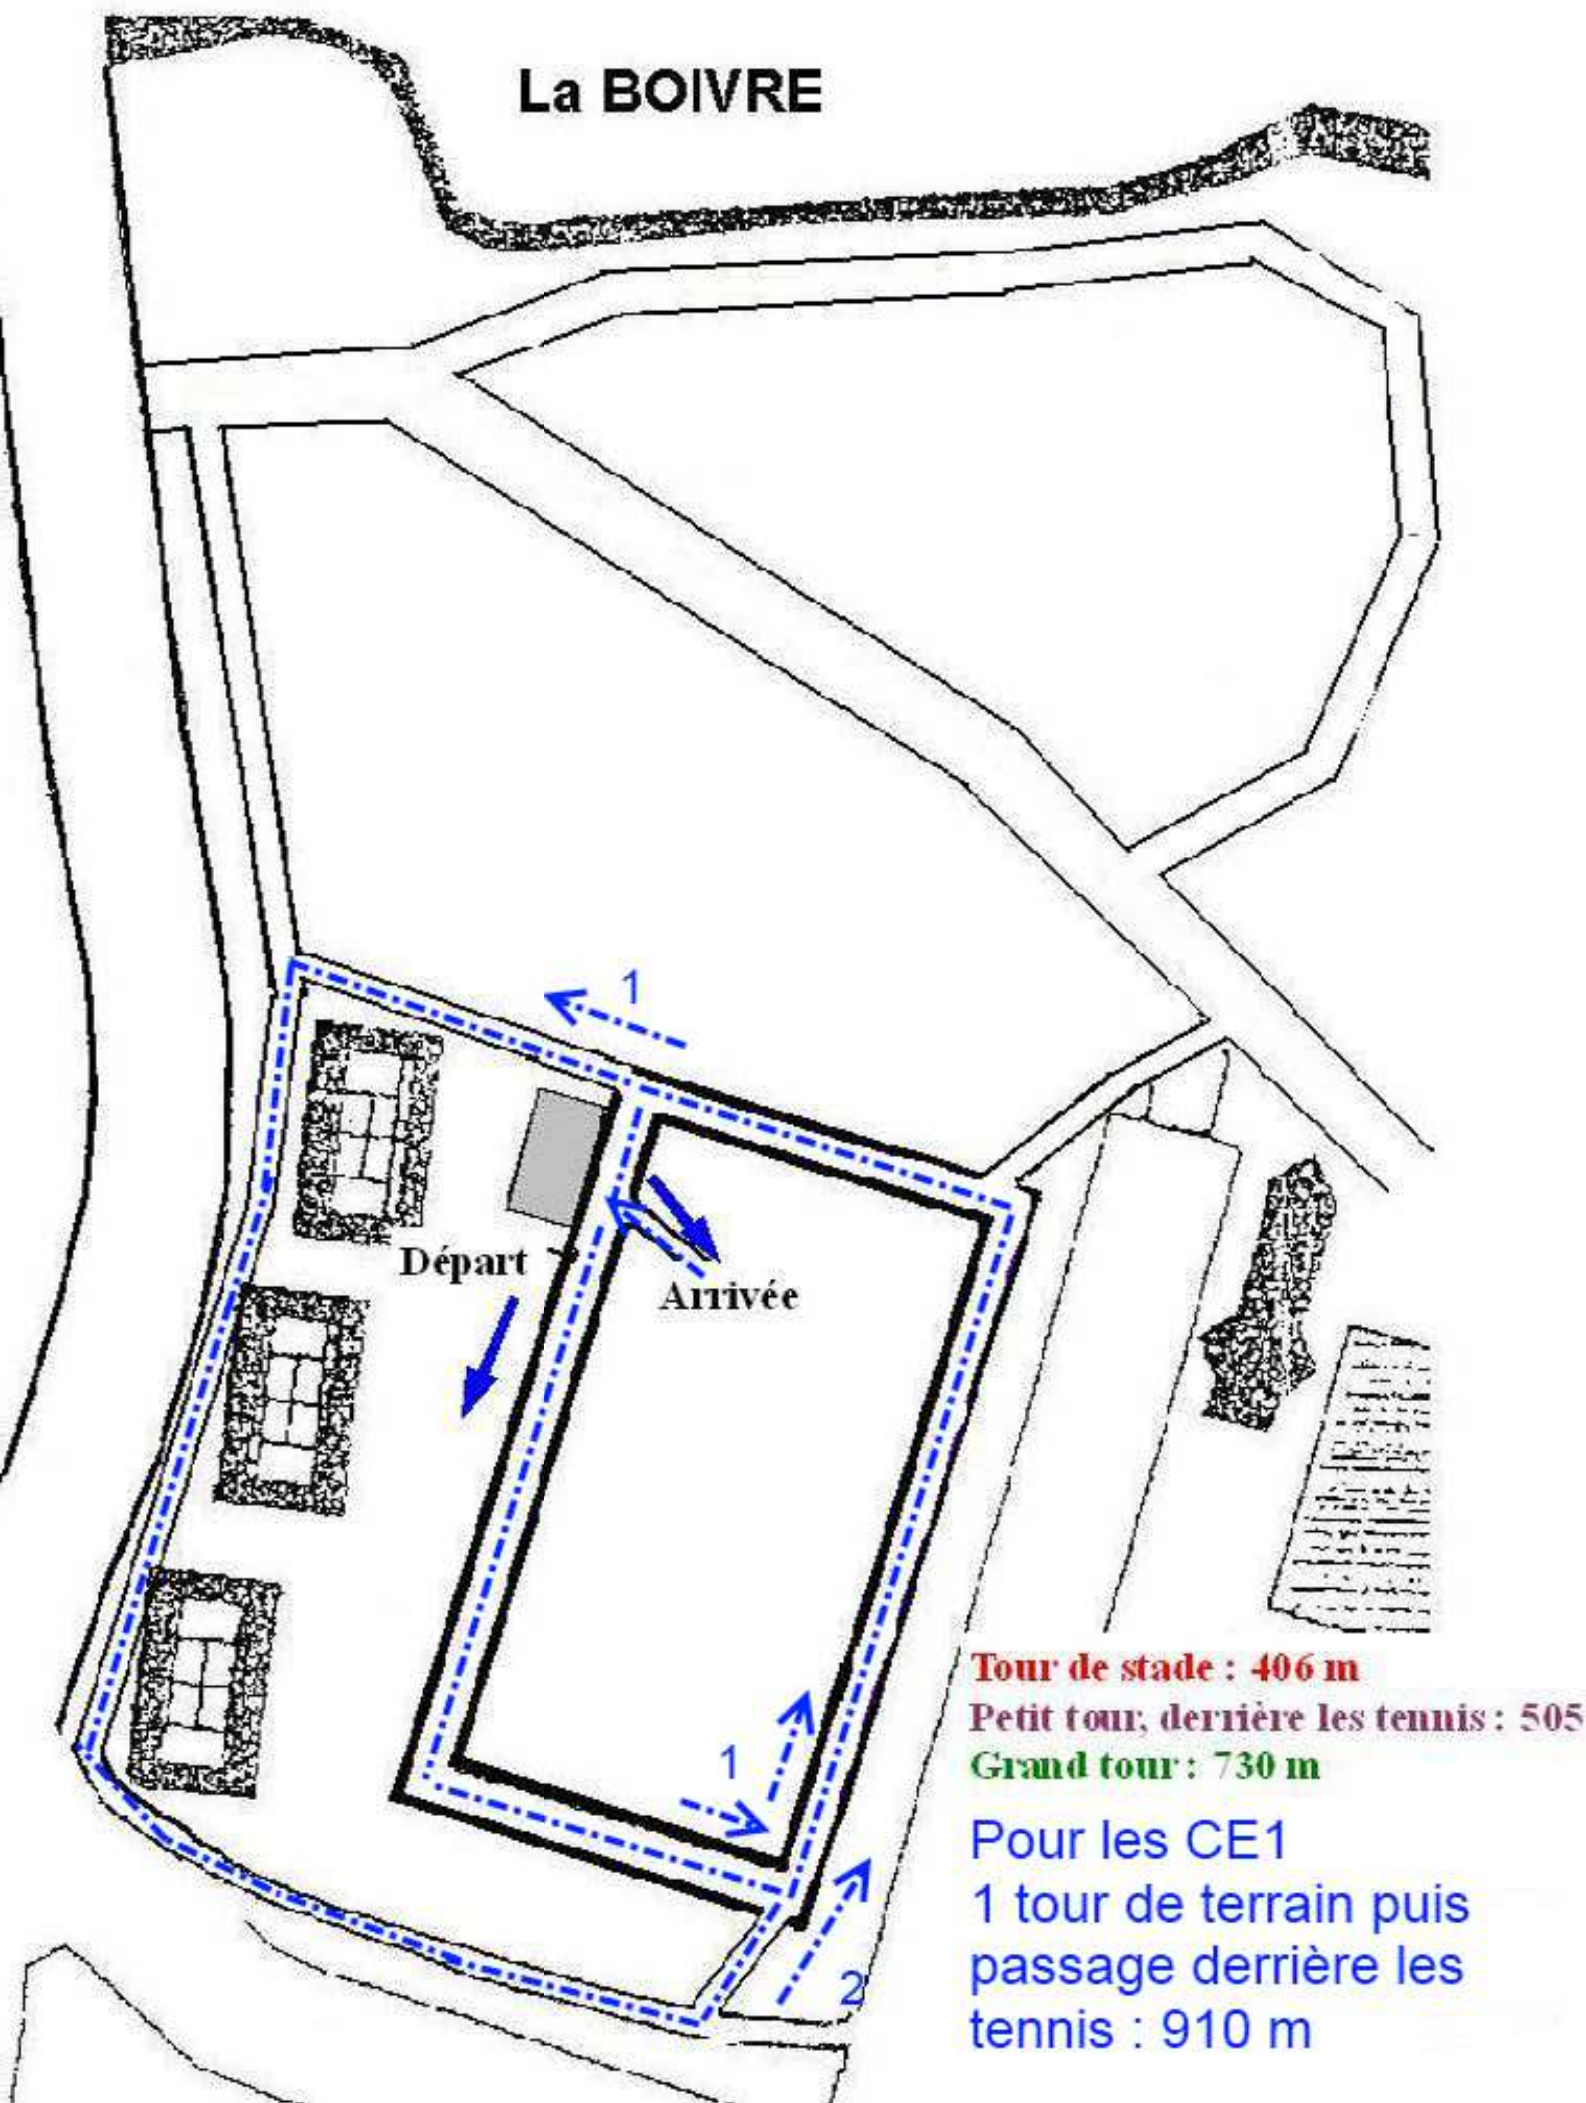 La BOIVRE
1
Départ
Arrivée
1
2
Tour de stade : 406 m
Petit tour, derrière les tennis : 505
Grand tour : 730 m
Pour les CE1
1 tour de terrain puis
passage derrière les
tennis : 910 m